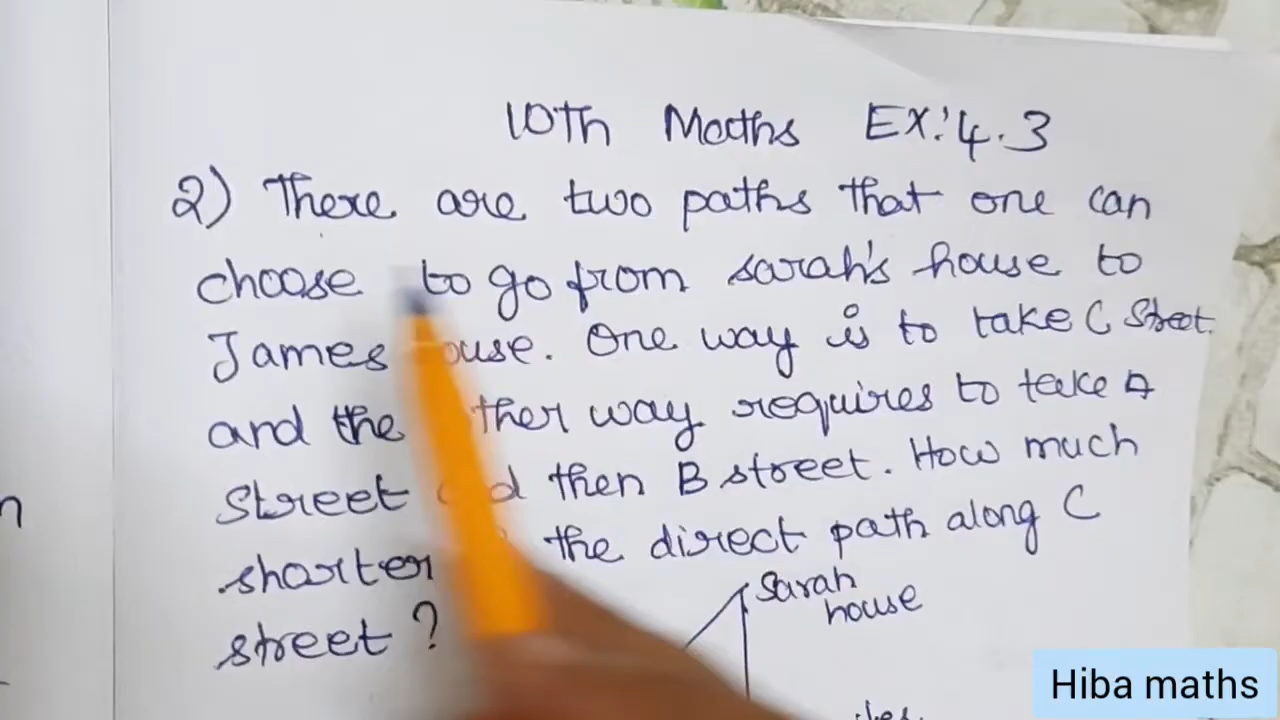 10Th Maths EX:4.3
2) There are two paths that one can
choose to go from sarah's house to
James ouse. One way is to take C Street.
and the ther way requires to take A
Street d then B street. How much
shorter the direct path along C
street ?
Sarah
house
Hiba maths